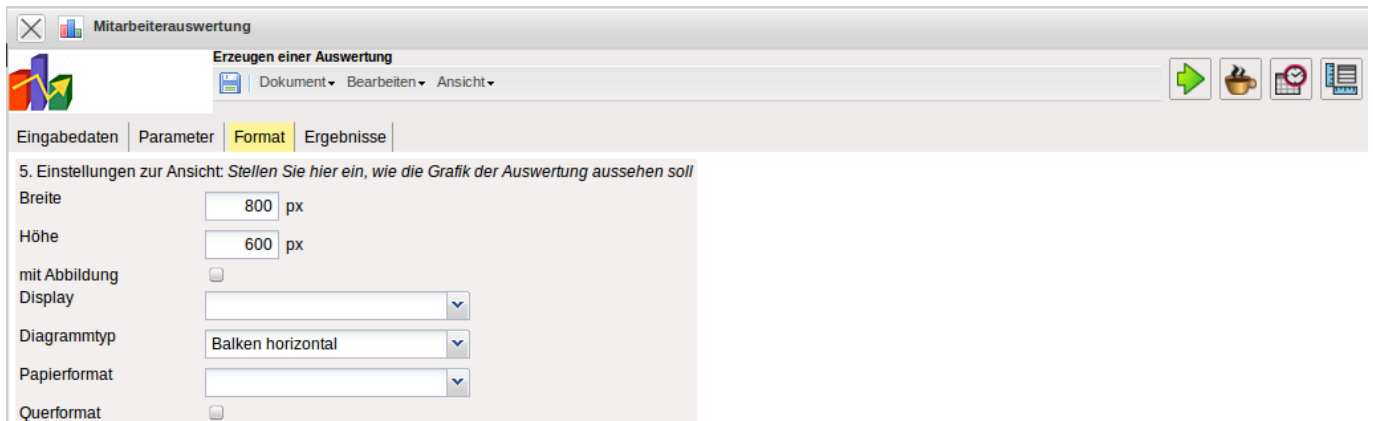 Mitarbeiterauswertung
Erzeugen einer Auswertung
Dokument Bearbeiten Ansicht
Eingabedaten Parameter Format Ergebnisse
5. Einstellungen zur Ansicht: Stellen Sie hier ein, wie die Grafik der Auswertung aussehen soll
Breite 800 px
Höhe 600 px
mit Abbildung
Display
Diagrammtyp Balken horizontal
Papierformat
Querformat